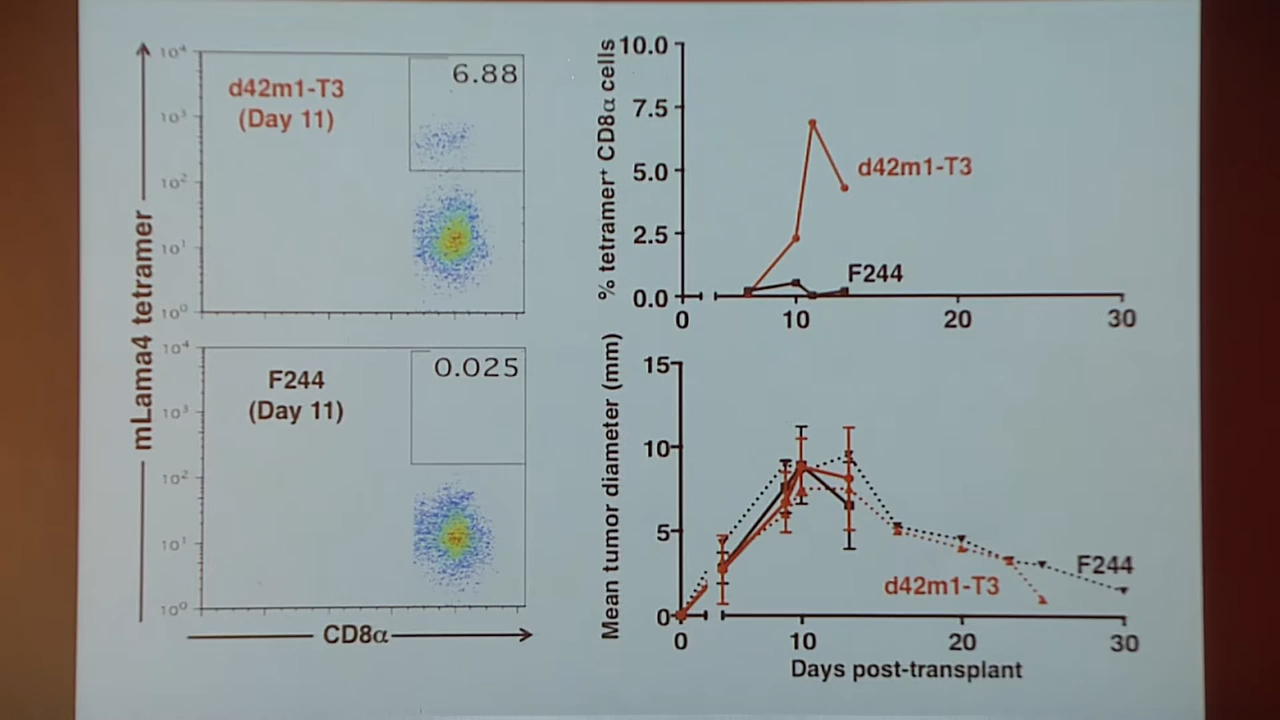 mLama4 tetramer
10⁴
10³
10²
10¹
10⁰
d42m1-T3
(Day 11)
6.88
10⁴
10³
10²
10¹
10⁰
F244
(Day 11)
0.025
CD8α
% tetramer⁺ CD8α cells
10.0
7.5
5.0
2.5
0.0
d42m1-T3
F244
0
10
20
30
Mean tumor diameter (mm)
15
10
5
0
F244
d42m1-T3
0
10
20
30
Days post-transplant